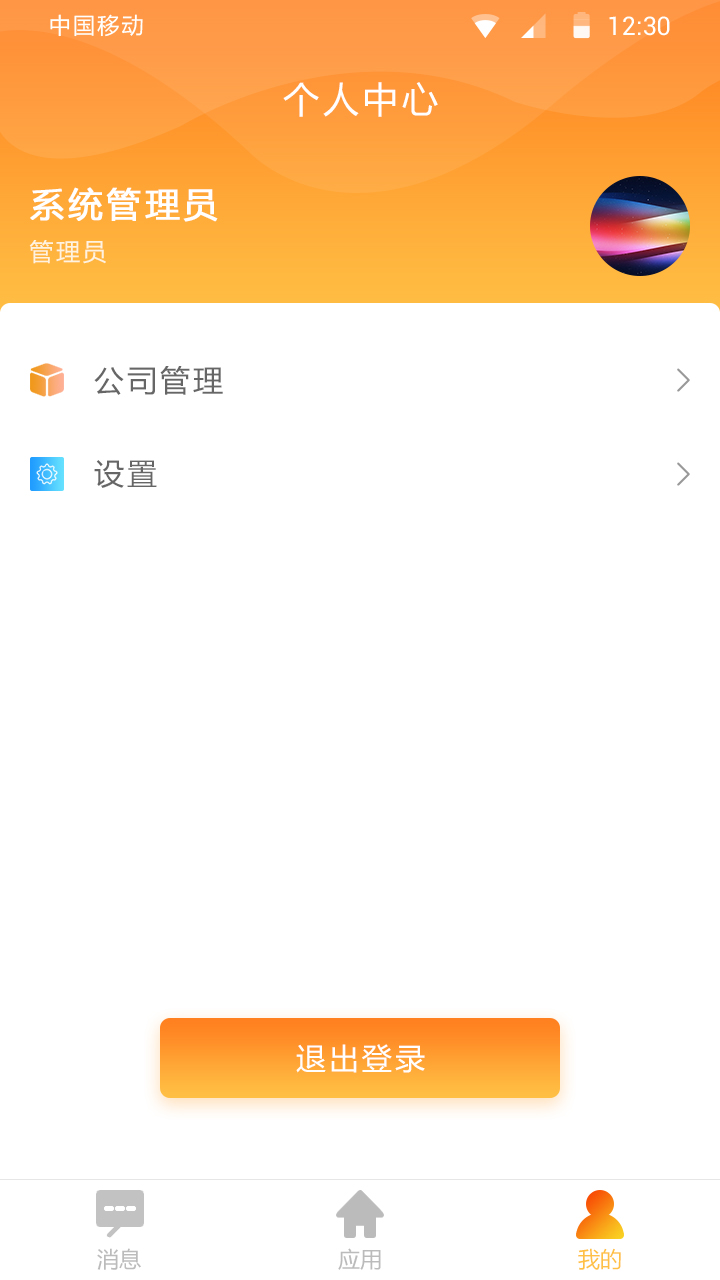 中国移动 12:30
个人中心
系统管理员
管理员
公司管理
设置
退出登录
消息 应用 我的